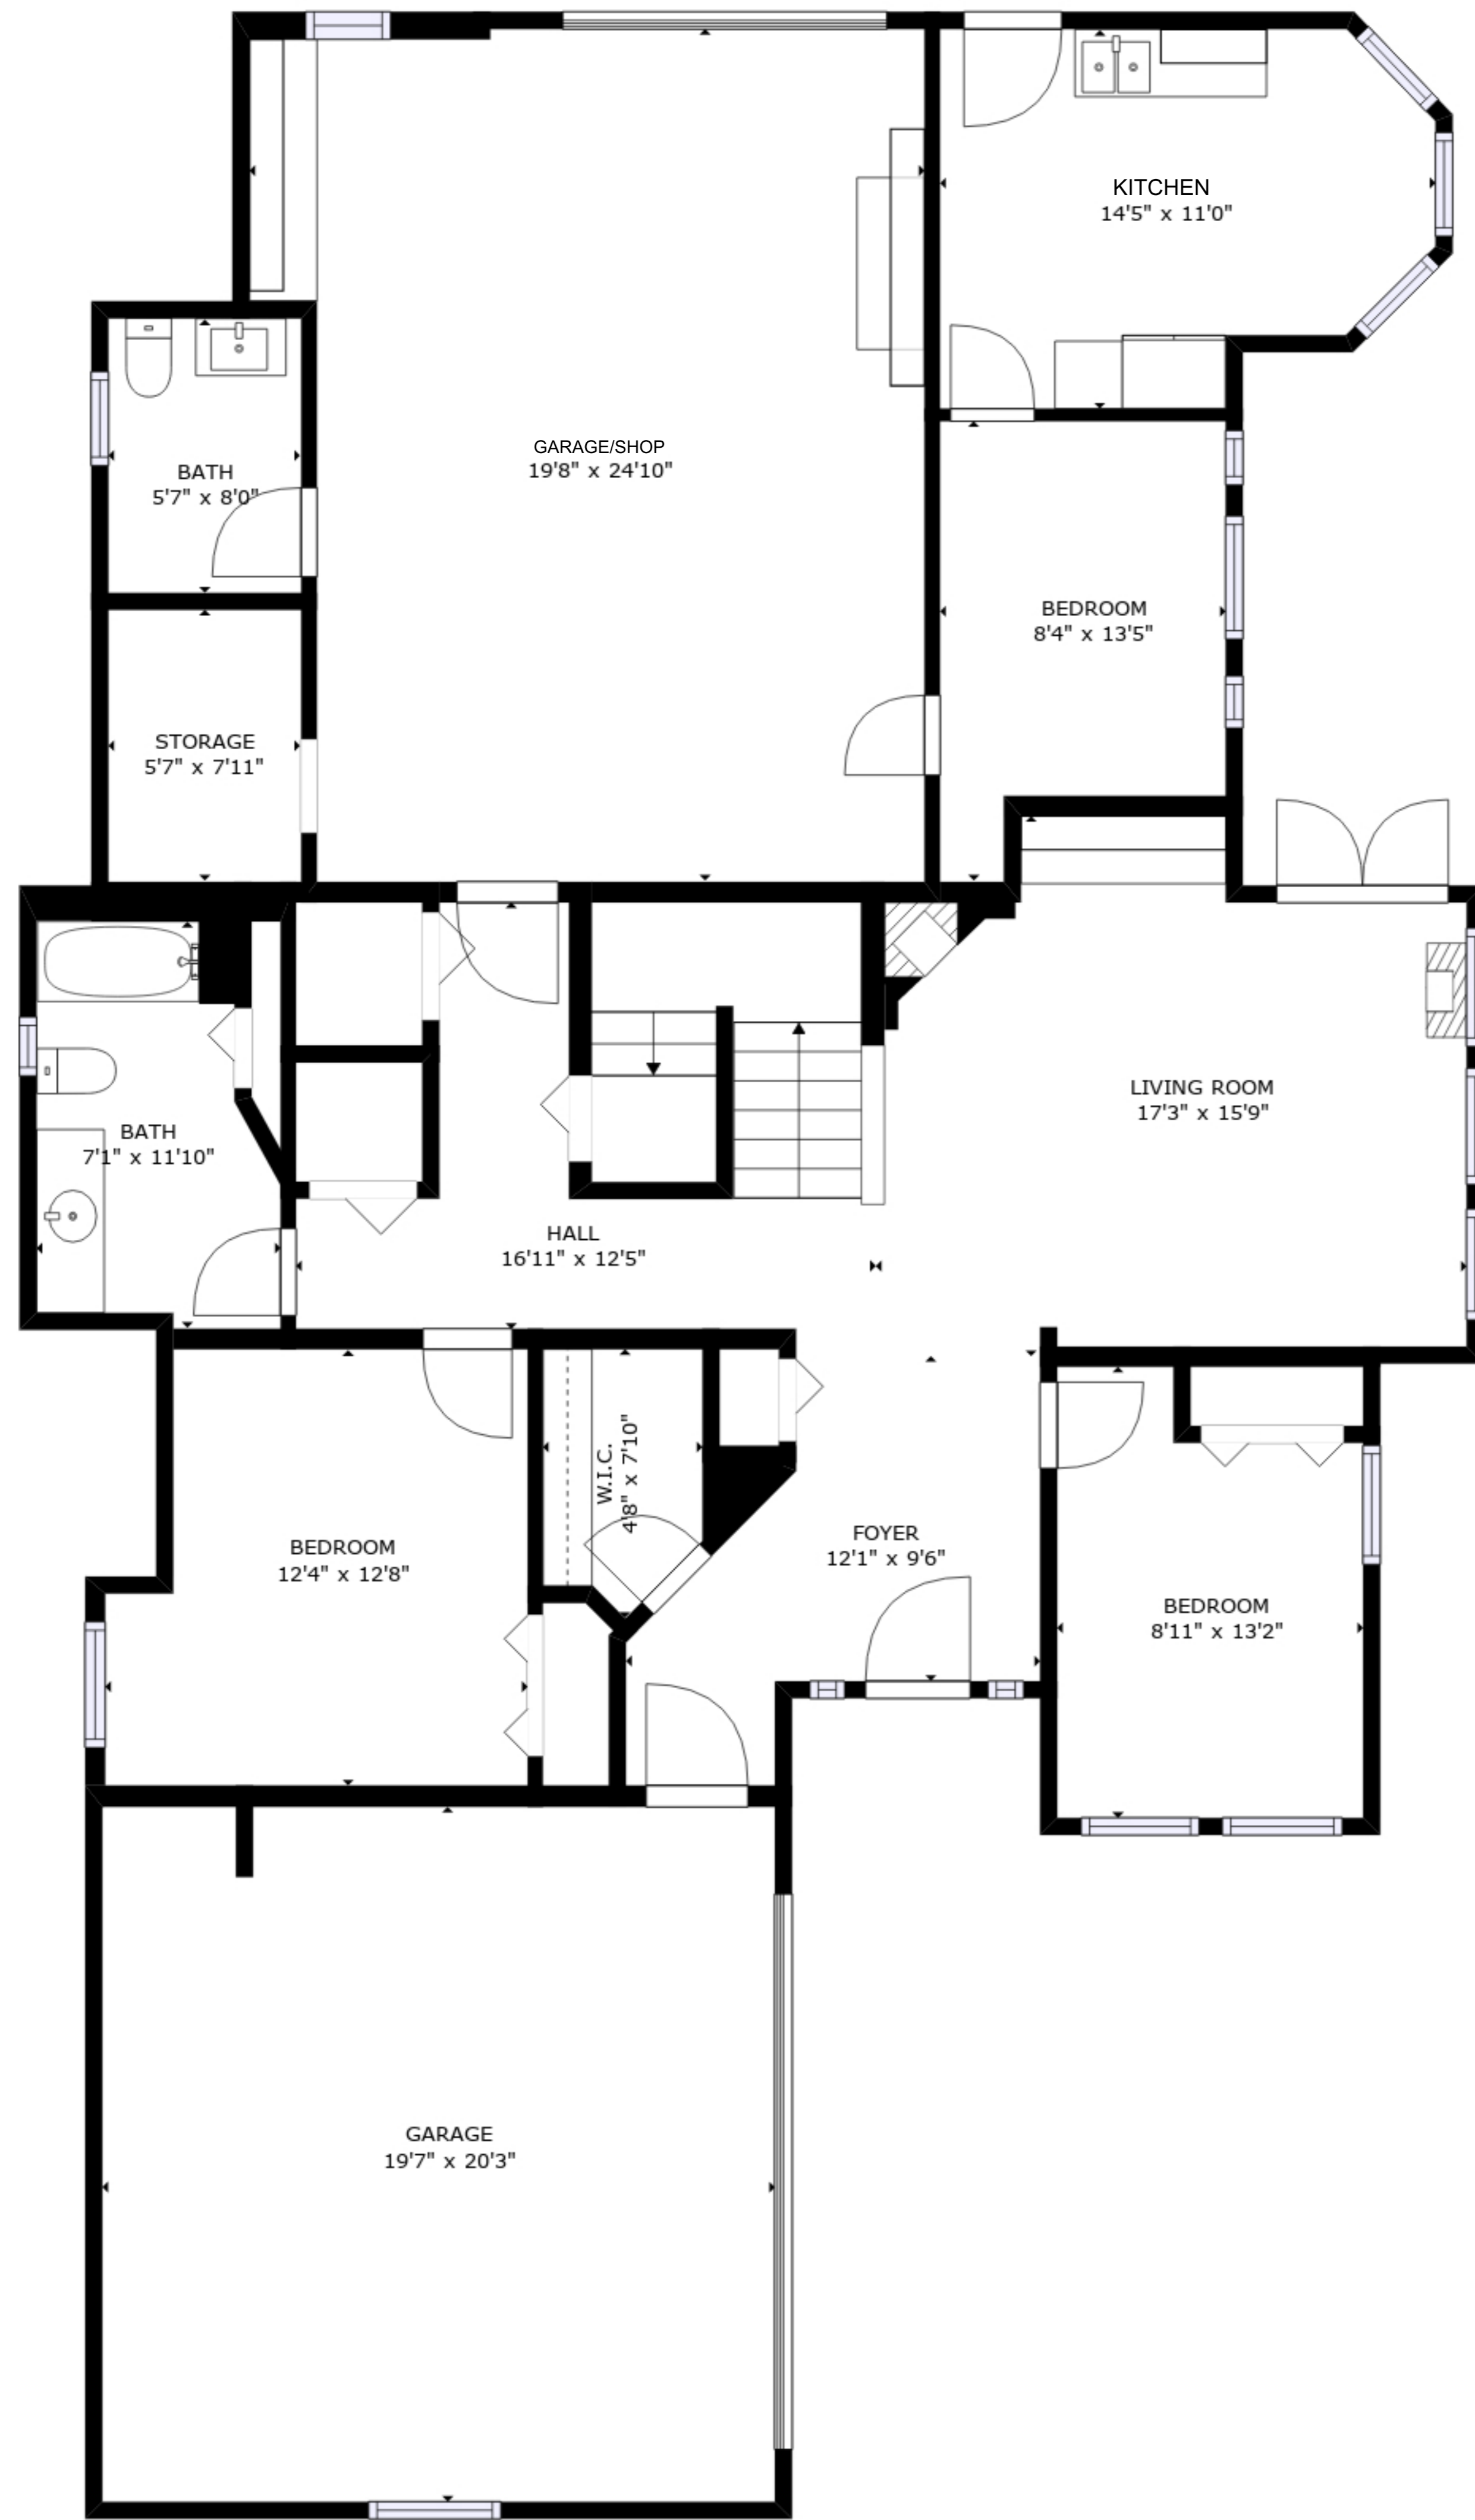 KITCHEN
14'5" x 11'0"
GARAGE/SHOP
19'8" x 24'10"
BATH
5'7" x 8'0"
BEDROOM
8'4" x 13'5"
STORAGE
5'7" x 7'11"
LIVING ROOM
17'3" x 15'9"
BATH
7'1" x 11'10"
HALL
16'11" x 12'5"
W.I.C.
4'8" x 7'10"
FOYER
12'1" x 9'6"
BEDROOM
12'4" x 12'8"
BEDROOM
8'11" x 13'2"
GARAGE
19'7" x 20'3"